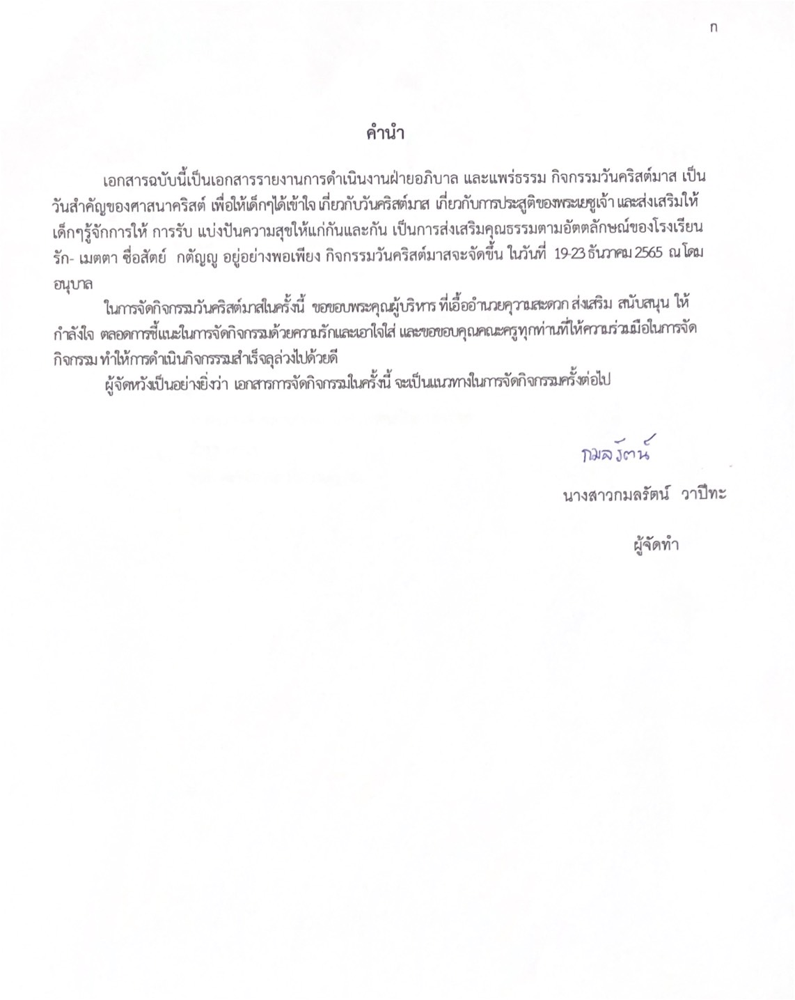 ก
คำนำ
เอกสารฉบับนี้เป็นเอกสารรายงานการดำเนินงานฝ่ายอภิบาล และแพร่ธรรม กิจกรรมวันคริสต์มาส เป็น
วันสำคัญของศาสนาคริสต์ เพื่อให้เด็กๆได้เข้าใจ เกี่ยวกับวันคริสต์มาส เกี่ยวกับการประสูติของพระเยซูเจ้า และส่งเสริมให้
เด็กๆรู้จักการให้ การรับ แบ่งปันความสุขให้แก่กันและกัน เป็นการส่งเสริมคุณธรรมตามอัตตลักษณ์ของโรงเรียน
รัก- เมตตา ซื่อสัตย์ กตัญญู อยู่อย่างพอเพียง กิจกรรมวันคริสต์มาสจะจัดขึ้น ในวันที่ 19-23 ธันวาคม 2565 ณ โดม
อนุบาล
ในการจัดกิจกรรมวันคริสต์มาสในครั้งนี้ ขอขอบพระคุณผู้บริหาร ที่เอื้ออำนวยคุวามสะดวก ส่งเสริม สนับสนุน ให้
กำลังใจ ตลอดการชี้แนะในการจัดกิจกรรมด้วยความรักและเอาใจใส่ และขอขอบคุณคณะครูทุกท่านที่ให้ความร่วมมือในการจัด
กิจกรรม ทำให้การดำเนินกิจกรรรมสำเร็จลุล่วงไปด้วยดี
ผู้จัดหวังเป็นอย่างยิ่งว่า เอกสารการจัดกิจกรรมในครั้งนี้ จะเป็นแนวทางในการจัดกิจกรรมครั้งต่อไป
กมลรัตน์
นางสาวกมลรัตน์ วาปีทะ
ผู้จัดทำ